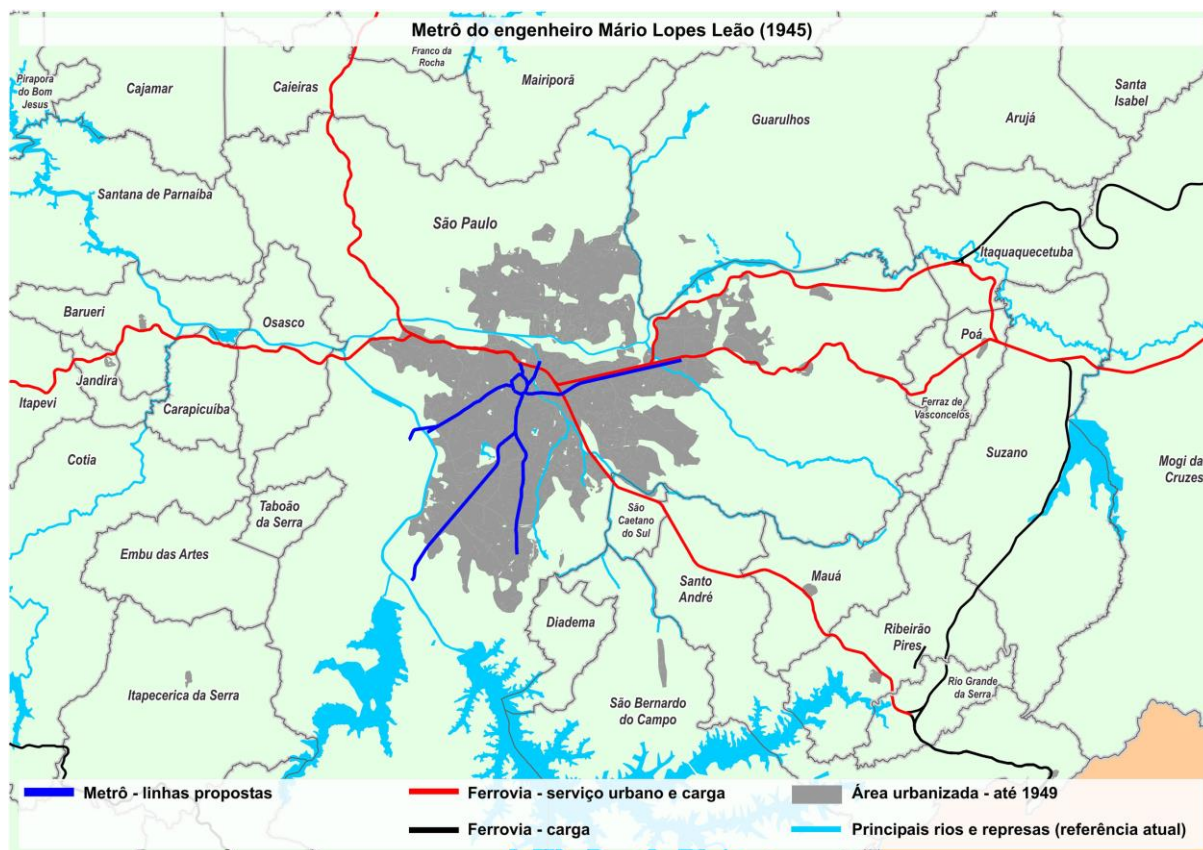 Metrô do engenheiro Mário Lopes Leão (1945)
Franco da
Rocha
Mairiporã
Pirapora
do Bom
Jesus
Cajamar
Caieiras
Santa
Isabel
Arujá
Guarulhos
Santana de Parnaíba
São Paulo
Itaquaquecetuba
Barueri
Osasco
Poá
Jandira
Itapevi
Carapicuíba
Ferraz de
Vasconcelos
Cotia
Suzano
Mogi da
Cruzes
Taboão
da Serra
São
Caetano
do Sul
Embu das Artes
Santo
André
Mauá
Diadema
Ribeirão
Pires
Itapecerica da Serra
Rio Grande
da Serra
São Bernardo
do Campo
Metrô - linhas propostas
Ferrovia - serviço urbano e carga
Área urbanizada - até 1949
Ferrovia - carga
Principais rios e represas (referência atual)